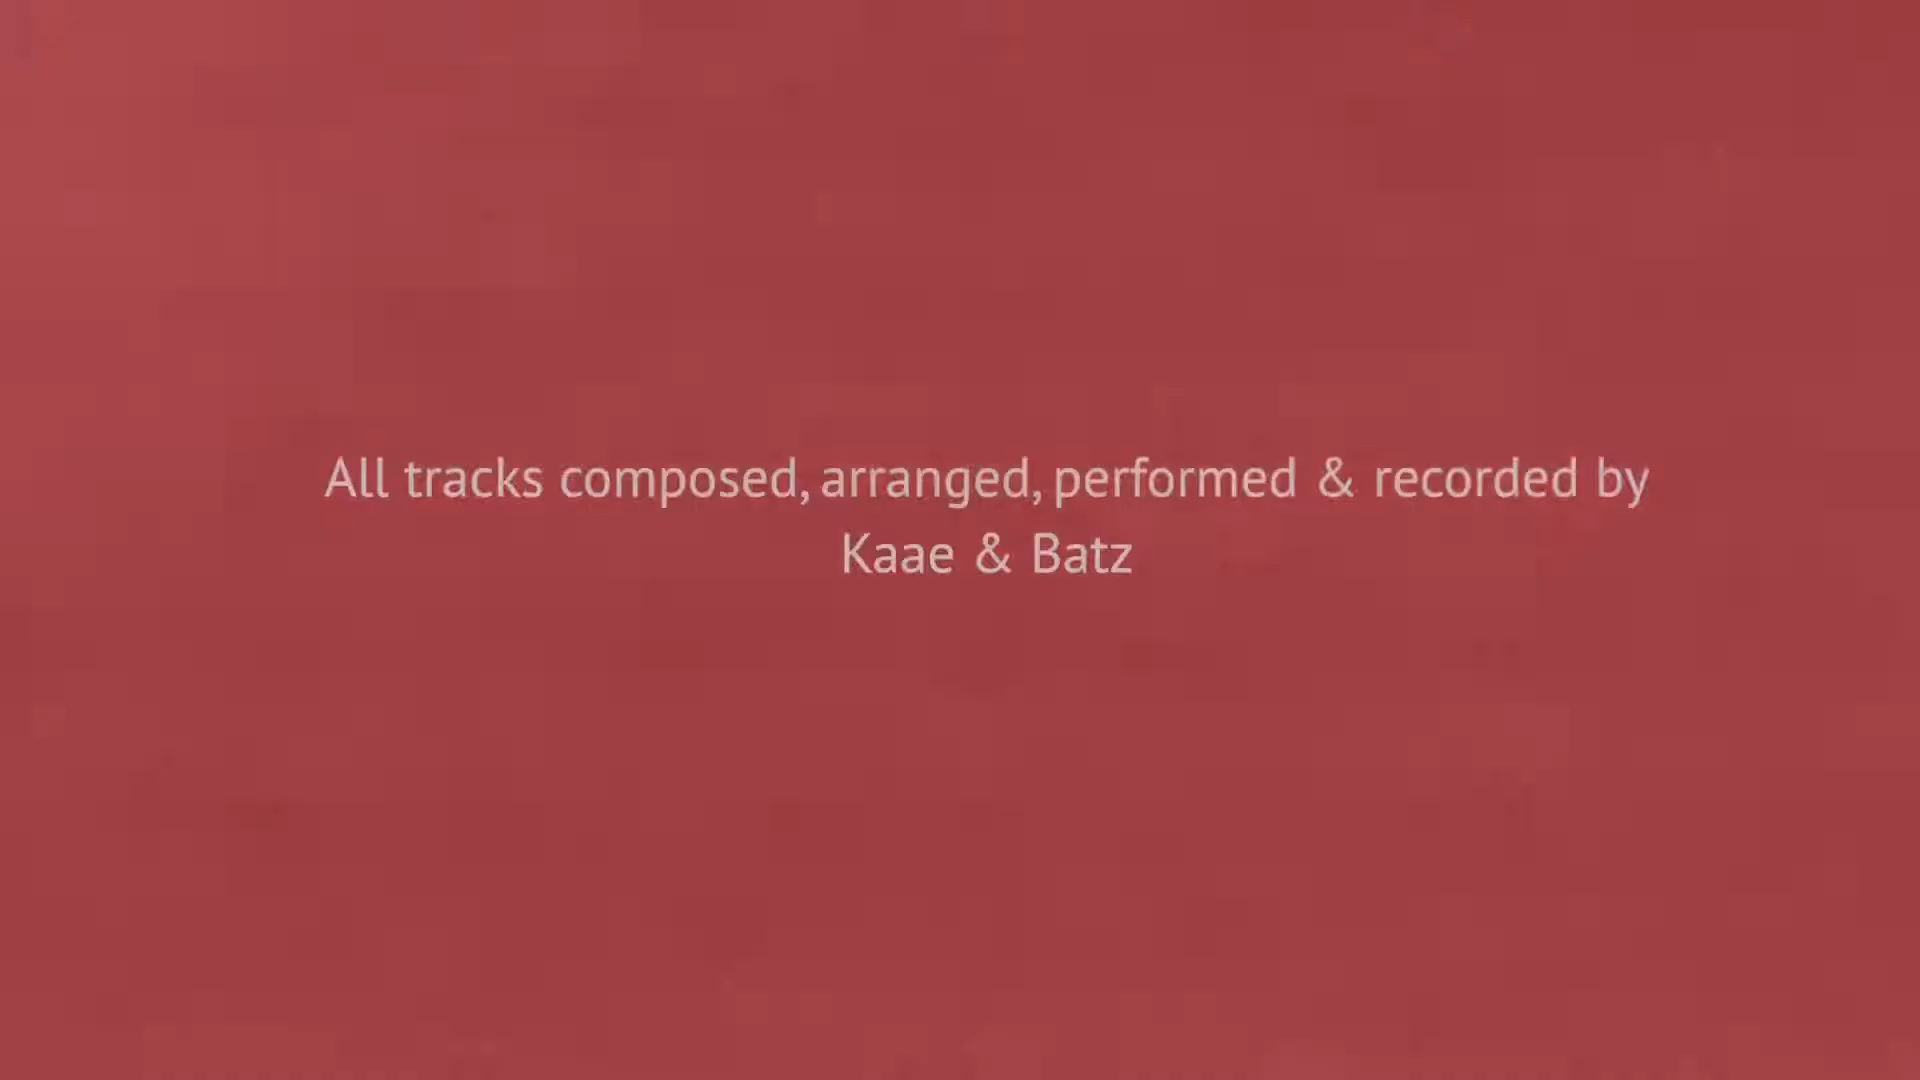 All tracks composed, arranged, performed & recorded by
Kaae & Batz